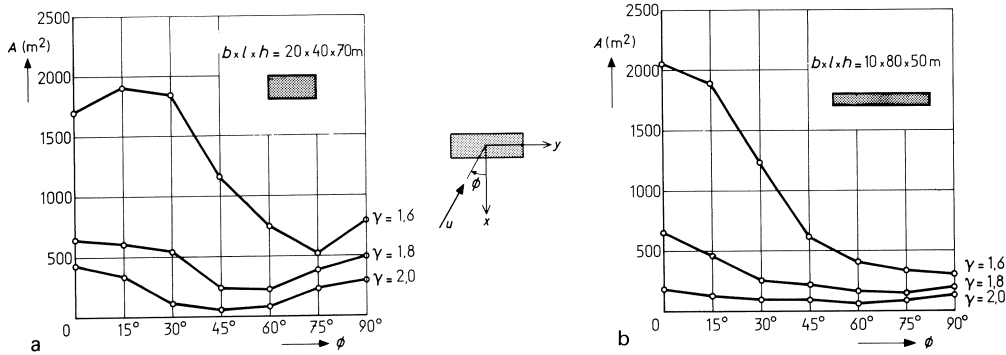 2500
A (m²)
2000
1500
1000
500
0
15°
30°
45°
60°
75°
90°
ϕ
b x l x h = 20 x 40 x 70m
γ = 1,6
γ = 1,8
γ = 2,0
a
y
ϕ
u
x
2500
A (m²)
2000
1500
1000
500
0
15°
30°
45°
60°
75°
90°
ϕ
b x l x h = 10 x 80 x 50 m
γ = 1,6
γ = 1,8
γ = 2,0
b